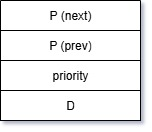 P (next)
P (prev)
priority
D